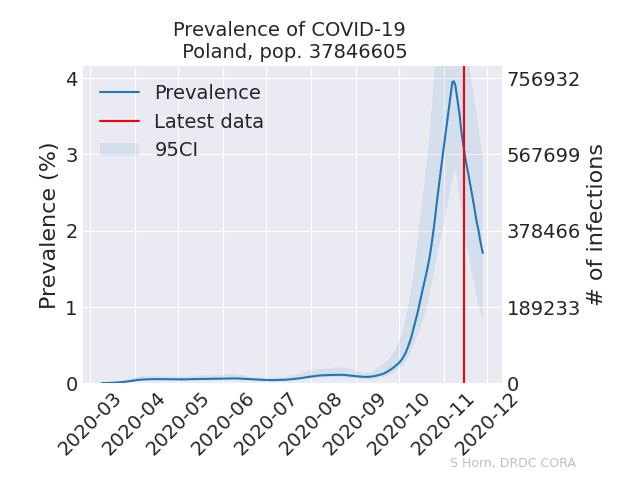 Prevalence of COVID-19
Poland, pop. 37846605
Prevalence
Latest data
95CI
Prevalence (%)
4
3
2
1
0
756932
567699
378466
189233
0
# of infections
2020-03
2020-04
2020-05
2020-06
2020-07
2020-08
2020-09
2020-10
2020-11
2020-12
S Horn, DRDC CORA